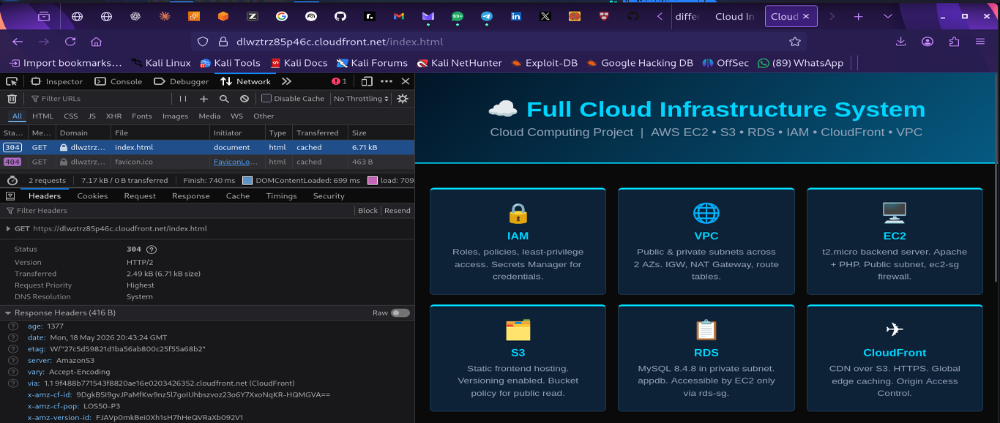 differ
Cloud In
Cloud
dlwztrz85p46c.cloudfront.net/index.html
Import bookmarks...
Kali Linux
Kali Tools
Kali Docs
Kali Forums
Kali NetHunter
Exploit-DB
Google Hacking DB
OffSec
(89) WhatsApp
Inspector
Console
Debugger
Network
1
Filter URLs
Disable Cache
No Throttling
All HTML CSS JS XHR Fonts Images Media WS Other
Sta... Me... Domain File Initiator Type Transferred Size
304 GET dlwztrz... index.html document html cached 6.71 kB
404 GET dlwztrz... favicon.ico FaviconLo... html cached 463 B
2 requests 7.17 kB / 0 B transferred Finish: 740 ms DOMContentLoaded: 699 ms load: 709
Headers Cookies Request Response Cache Timings Security
Filter Headers Block Resend
GET https://dlwztrz85p46c.cloudfront.net/index.html
Status 304
Version HTTP/2
Transferred 2.49 kB (6.71 kB size)
Request Priority Highest
DNS Resolution System
Response Headers (416 B) Raw
age: 1377
date: Mon, 18 May 2026 20:43:24 GMT
etag: W/"27c5d59821d1ba56ab800c25f55a68b2"
server: AmazonS3
vary: Accept-Encoding
via: 1.1 9f488b771543f8820ae16e0203426352.cloudfront.net (CloudFront)
x-amz-cf-id: 9DgkB5I9gvJPaMfKw9nz5l7goIUhbszvoz23o6Y7XxoNqKR-HQMGVA==
x-amz-cf-pop: LOS50-P3
x-amz-version-id: FJAVp0mkBei0Xh1sH7hHeQVRaXb092V1
Full Cloud Infrastructure System
Cloud Computing Project | AWS EC2 • S3 • RDS • IAM • CloudFront • VPC
IAM
Roles, policies, least-privilege
access. Secrets Manager for
credentials.
VPC
Public & private subnets across
2 AZs. IGW, NAT Gateway, route
tables.
EC2
t2.micro backend server. Apache
+ PHP. Public subnet, ec2-sg
firewall.
S3
Static frontend hosting.
Versioning enabled. Bucket
policy for public read.
RDS
MySQL 8.4.8 in private subnet.
appdb. Accessible by EC2 only
via rds-sg.
CloudFront
CDN over S3. HTTPS. Global
edge caching. Origin Access
Control.